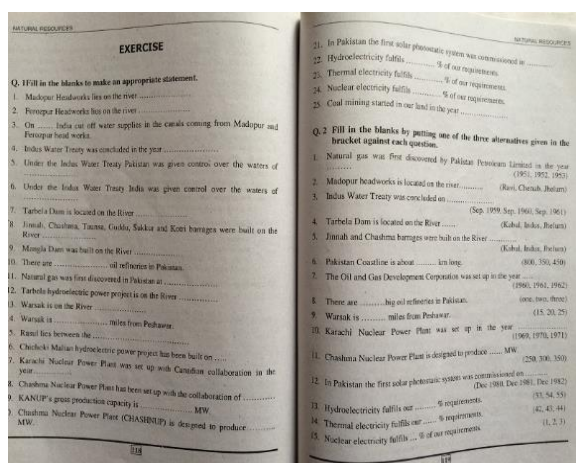 NATURAL RESOURCES
EXERCISE
Q. 1Fill in the blanks to make an appropriate statement.
1. Madopur Headworks lies on the river ..............
2. Ferozpur Headworks lies on the river ..............
3. On ....... India cut off water supplies in the canals coming from Madopur and
Ferozpur head works.
4. Indus Water Treaty was concluded in the year ..............
5. Under the Indus Water Treaty Pakistan was given control over the waters of
..............
6. Under the Indus Water Treaty India was given control over the waters of
..............
7. Tarbela Dam is located on the River ..............
8 Jinnah, Chashma, Taunsa, Guddu, Sukkur and Kotri barrages were built on the
River ..............
9. Mangla Dam was built on the River ..............
10. There are .............. oil refineries in Pakistan.
11. Natural gas was first discovered in Pakistan at ..............
12. Tarbela hydroelectric power project is on the River ..............
3. Warsak is on the River ..............
4. Warsak is .............. miles from Peshawar.
5. Rasul lies between the ..............
6. Chichoki Malian hydroelectric power project has been built on .....
7. Karachi Nuclear Power Plant was set up with Canadian collaboration in the
year ..............
8. Chashma Nuclear Power Plant has been set up with the collaboration of ...........
9. KANUP's gross production capacity is .............. MW.
0. Chashma Nuclear Power Plant (CHASHNUP) is designed to produce ..........
MW.
118
NATURAL RESOURCES
21. In Pakistan the first solar photostatic system was commissioned in ..........
22. Hydroelectricity fulfils .......... % of our requirements.
23. Thermal electricity fulfils .......... % of our requirements.
24. Nuclear electricity fulfils .......... % of our requirements.
25. Coal mining started in our land in the year ..........
Q. 2 Fill in the blanks by putting one of the three alternatives given in the
bracket against each question.
1. Natural gas was first discovered by Pakistan Petroleum Limited in the year
.......... (1951, 1952, 1953)
2. Madopur headworks is located on the river .......... (Ravi, Chenab, Jhelum)
3. Indus Water Treaty was concluded on ..........
(Sep. 1959, Sep. 1960, Sep. 1961)
4. Tarbela Dam is located on the River ...... (Kabul, Indus, Jhelum)
5. Jinnah and Chashma barrages were built on the River ..........
(Kabul, Indus, Jhelum)
6. Pakistan Coastline is about ........ km long. (800, 350, 450)
7. The Oil and Gas Development Corporation was set up in the year ....
(1960, 1961, 1962)
8. There are .........big oil refineries in Pakistan. (one, two, three)
9. Warsak is ......... miles from Peshawar. (15, 20, 25)
10. Karachi Nuclear Power Plant was set up in the year
(1969, 1970, 1971)
11. Chashma Nuclear Power Plant is designed to produce ...... MW.
(250, 300, 350)
12 In Pakistan the first solar photostatic system was commissioned on ..........
(Dec 1980, Dec 1981, Dec 1982)
13. Hydroelectricity fulfils our ........ % requirements. (53, 54, 55)
14. Thermal electricity fulfils our ........ % requirements. (42, 43, 44)
15. Nuclear electricity fulfils .... % of our requirements. (1, 2, 3)